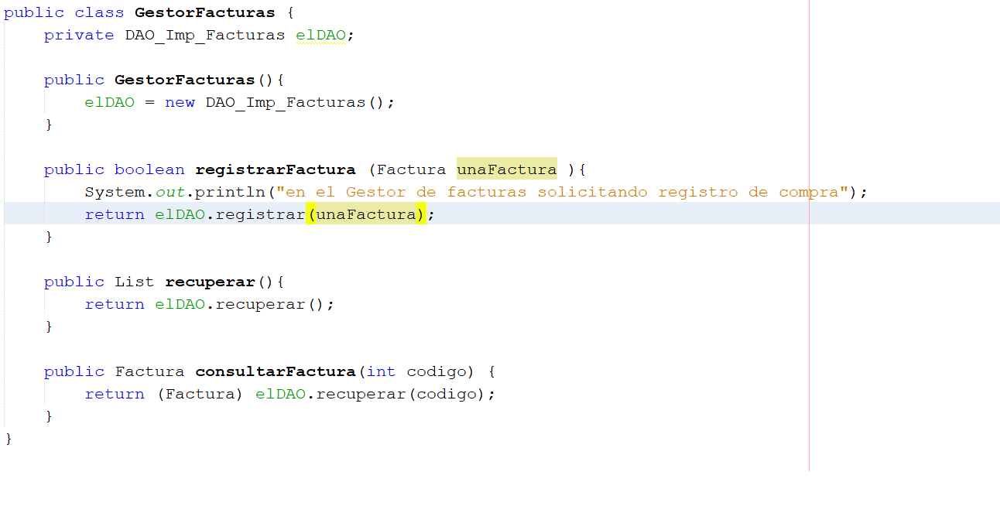 public class GestorFacturas {
private DAO_Imp_Facturas elDAO;
public GestorFacturas(){
elDAO = new DAO_Imp_Facturas();
}
public boolean registrarFactura (Factura unaFactura ){
System.out.println("en el Gestor de facturas solicitando registro de compra");
return elDAO.registrar(unaFactura);
}
public List recuperar(){
return elDAO.recuperar();
}
public Factura consultarFactura(int codigo) {
return (Factura) elDAO.recuperar(codigo);
}
}